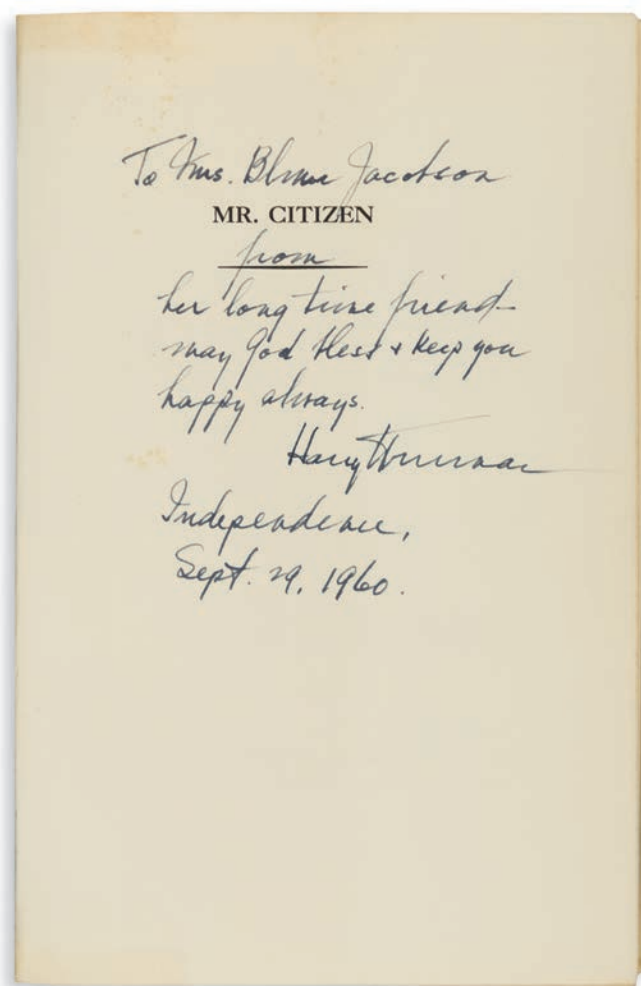 To Mrs. Jacobson
MR. CITIZEN
from
her long time friend
may God bless & keep you
happy always.
Harry Truman
Independence,
Sept. 29, 1960.